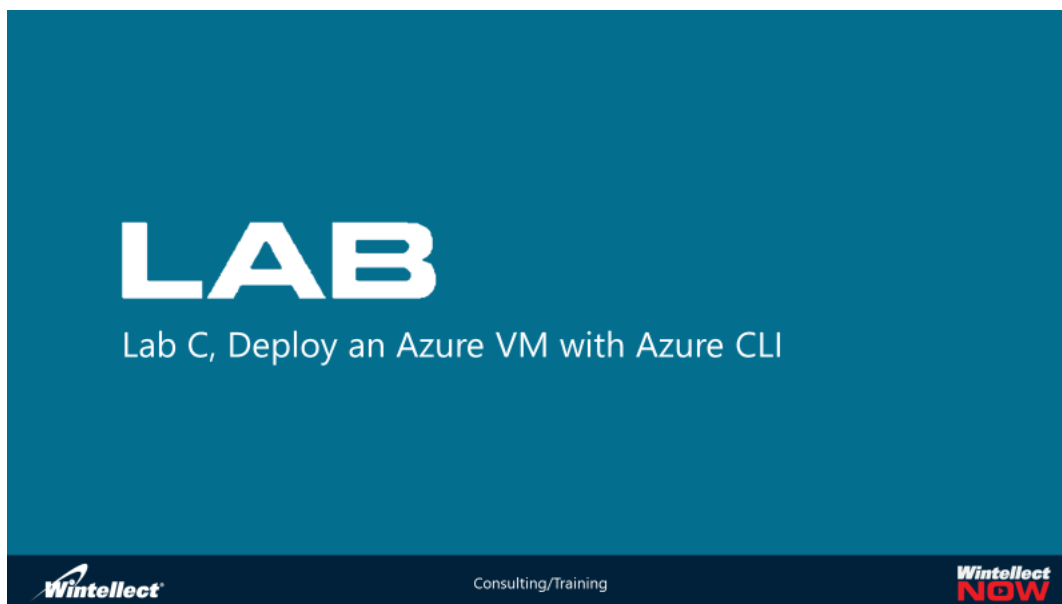 LAB
Lab C, Deploy an Azure VM with Azure CLI
Wintellect
Consulting/Training
Wintellect
NOW